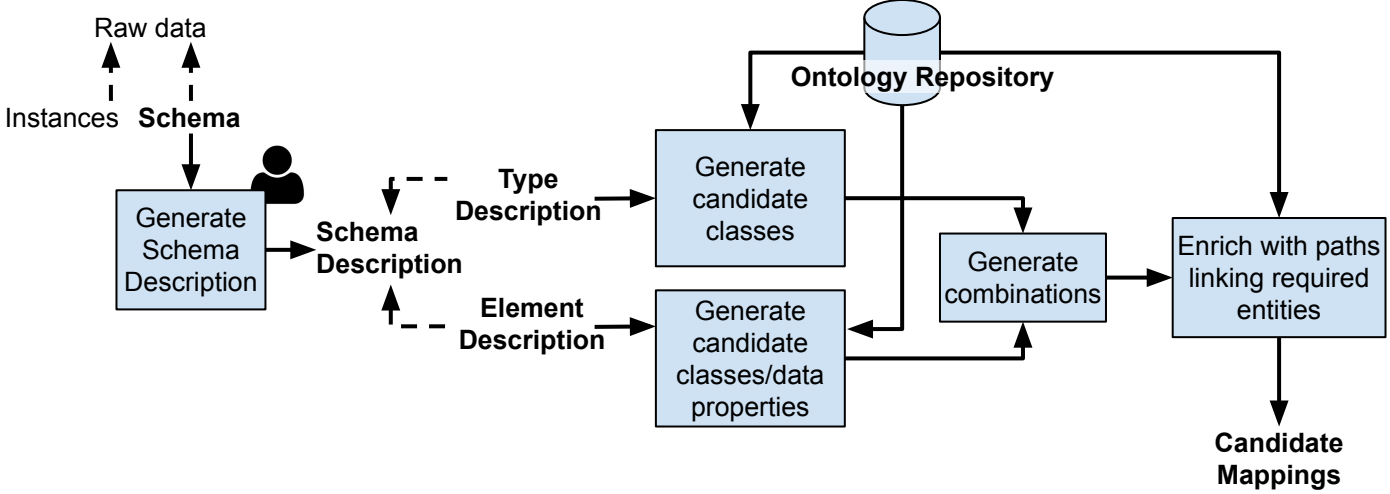 Raw data
Instances
Schema
Generate
Schema
Description
Schema
Description
Type
Description
Element
Description
Ontology Repository
Generate
candidate
classes
Generate
candidate
classes/data
properties
Generate
combinations
Enrich with paths
linking required
entities
Candidate
Mappings